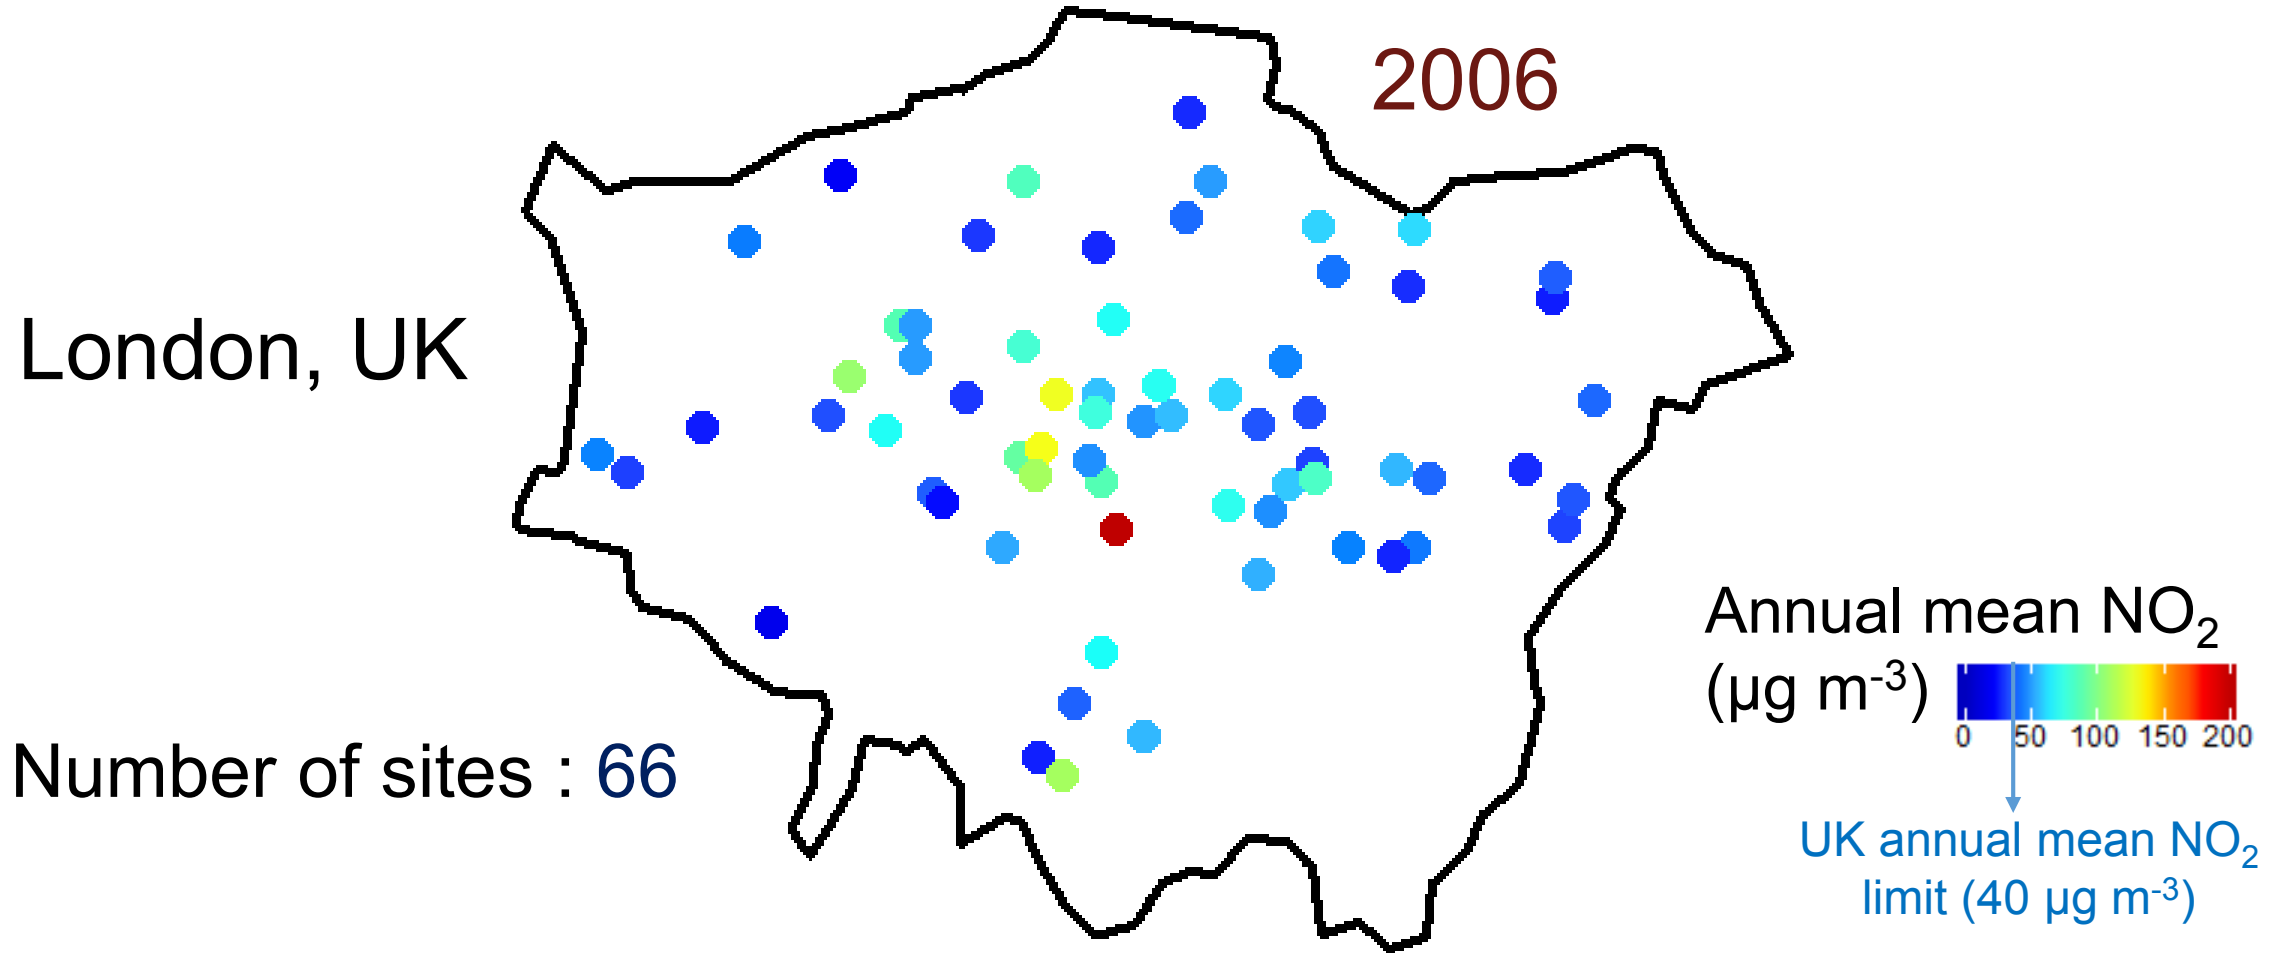 2006
London, UK
Number of sites : 66
Annual mean NO₂
(µg m⁻³)
0 50 100 150 200
UK annual mean NO₂
limit (40 µg m⁻³)